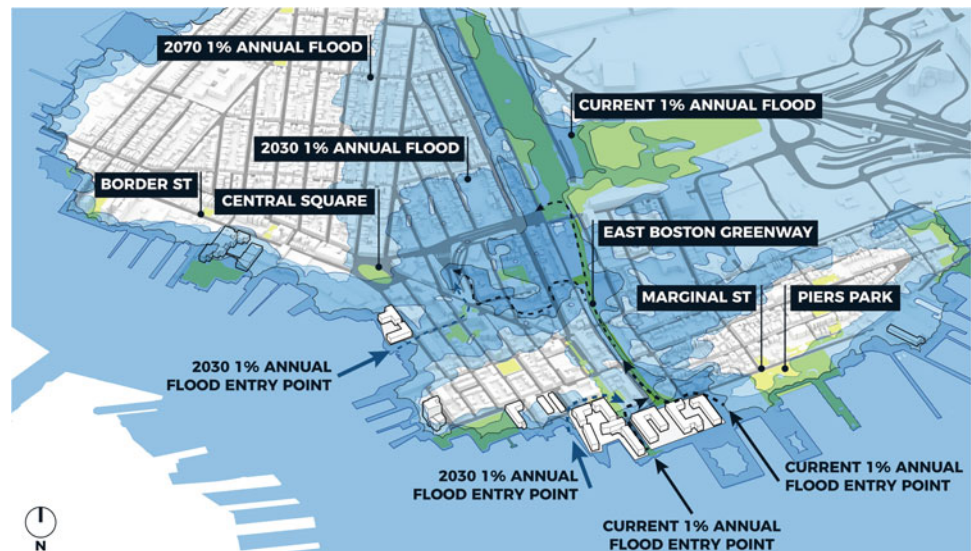 2070 1% ANNUAL FLOOD
CURRENT 1% ANNUAL FLOOD
2030 1% ANNUAL FLOOD
BORDER ST
CENTRAL SQUARE
EAST BOSTON GREENWAY
MARGINAL ST
PIERS PARK
2030 1% ANNUAL
FLOOD ENTRY POINT
2030 1% ANNUAL
FLOOD ENTRY POINT
CURRENT 1% ANNUAL
FLOOD ENTRY POINT
CURRENT 1% ANNUAL
FLOOD ENTRY POINT
N